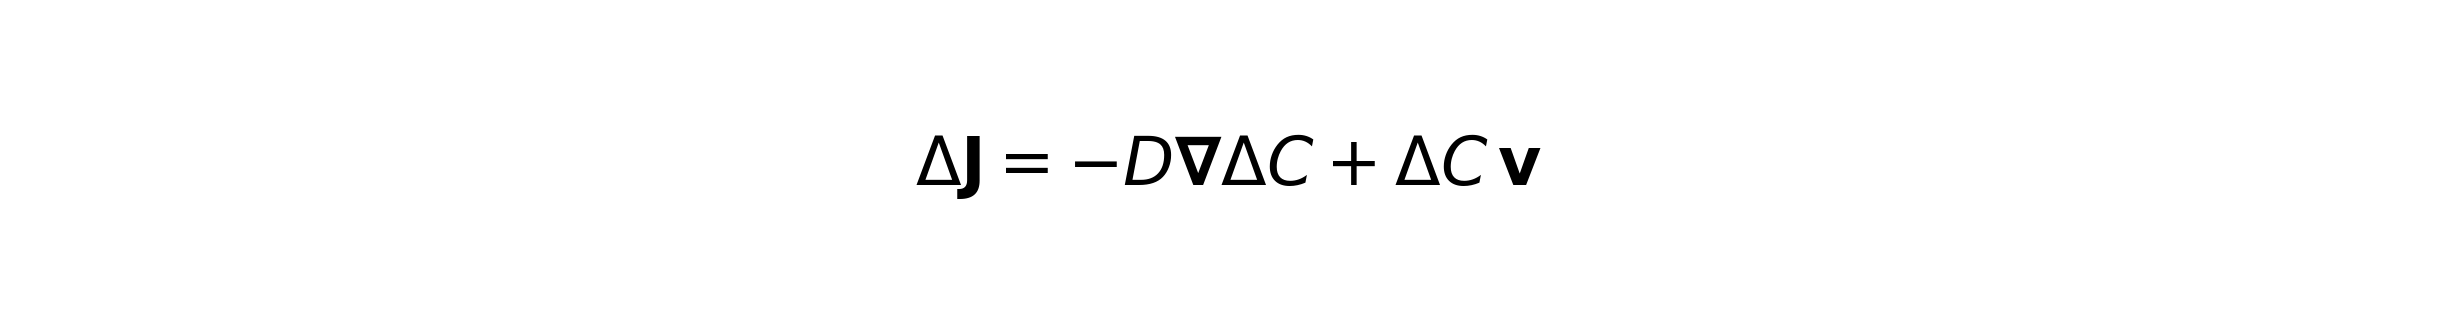 Δ𝐉 = −D𝛁ΔC + ΔC 𝐯